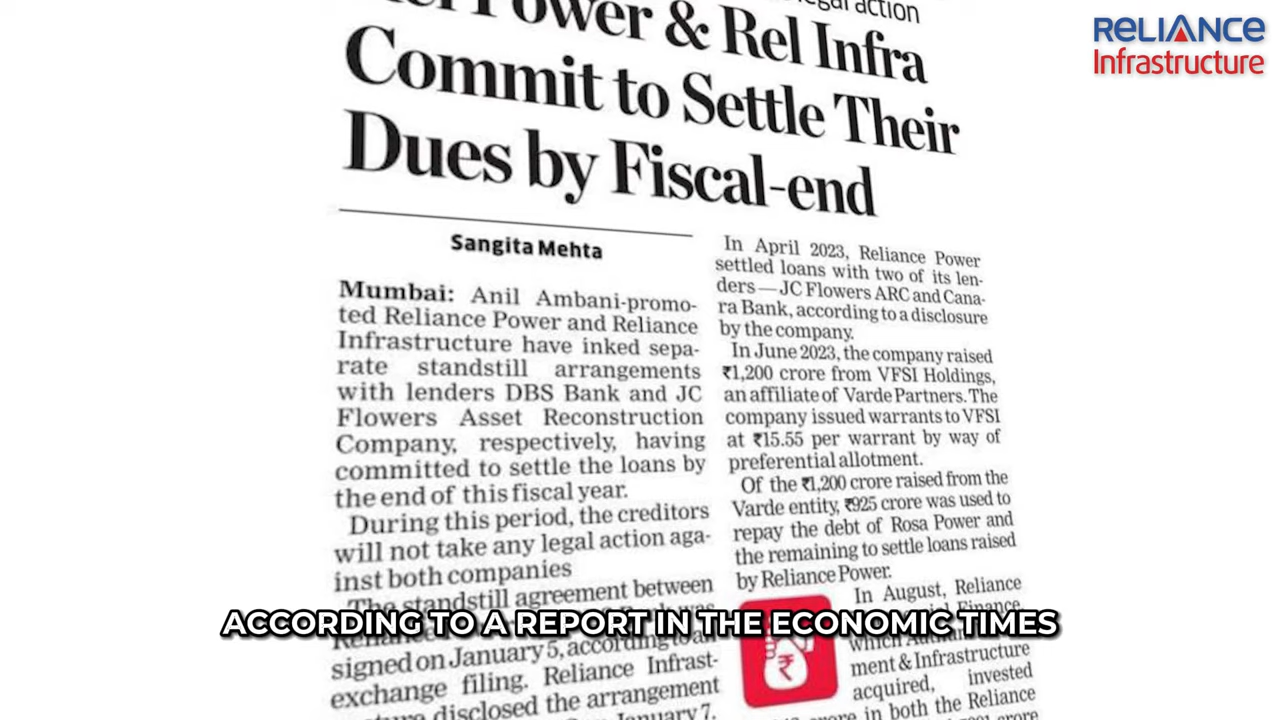 legal action
Power & Rel Infra
Commit to Settle Their
Dues by Fiscal-end
RELIANCE
Infrastructure
Sangita Mehta
Mumbai: Anil Ambani-promo-
ted Reliance Power and Reliance
Infrastructure have inked sepa-
rate standstill arrangements
with lenders DBS Bank and JC
Flowers Asset Reconstruction
Company, respectively, having
committed to settle the loans by
the end of this fiscal year.
During this period, the creditors
will not take any legal action aga-
inst both companies
The standstill agreement between
signed on January 5, according to an
exchange filing. Reliance Infrast-
disclosed the arrangement
January 7.
In April 2023, Reliance Power
settled loans with two of its len-
ders — JC Flowers ARC and Cana-
ra Bank, according to a disclosure
by the company.
In June 2023, the company raised
₹1,200 crore from VFSI Holdings,
an affiliate of Varde Partners. The
company issued warrants to VFSI
at ₹15.55 per warrant by way of
preferential allotment.
Of the ₹1,200 crore raised from the
Varde entity, ₹925 crore was used to
repay the debt of Rosa Power and
the remaining to settle loans raised
by Reliance Power.
In August, Reliance
Finance,
which
ment & Infrastructure
acquired, invested
crore in both the Reliance
crore
₹
ACCORDING TO A REPORT IN THE ECONOMIC TIMES